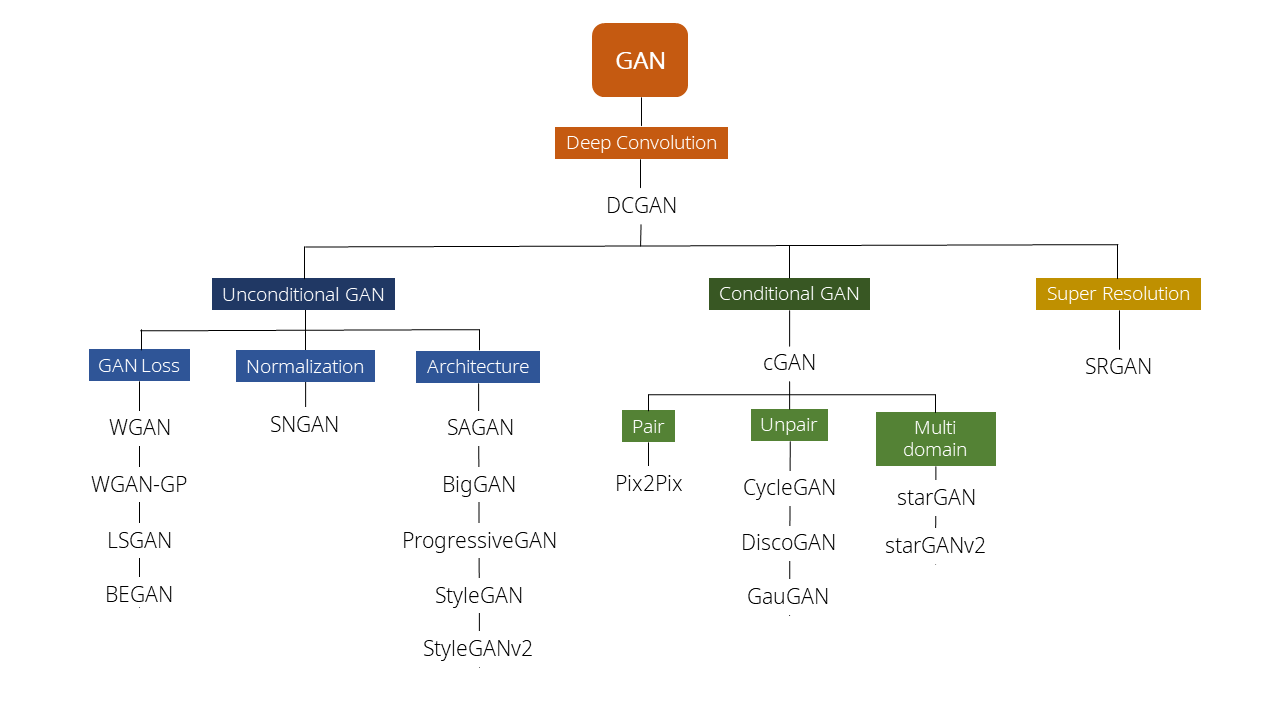 GAN
Deep Convolution
DCGAN
Unconditional GAN
Conditional GAN
Super Resolution
GAN Loss
Normalization
Architecture
cGAN
SRGAN
WGAN
SNGAN
SAGAN
Pair
Unpair
Multi
domain
WGAN-GP
BigGAN
Pix2Pix
CycleGAN
starGAN
LSGAN
ProgressiveGAN
DiscoGAN
starGANv2
BEGAN
StyleGAN
GauGAN
StyleGANv2